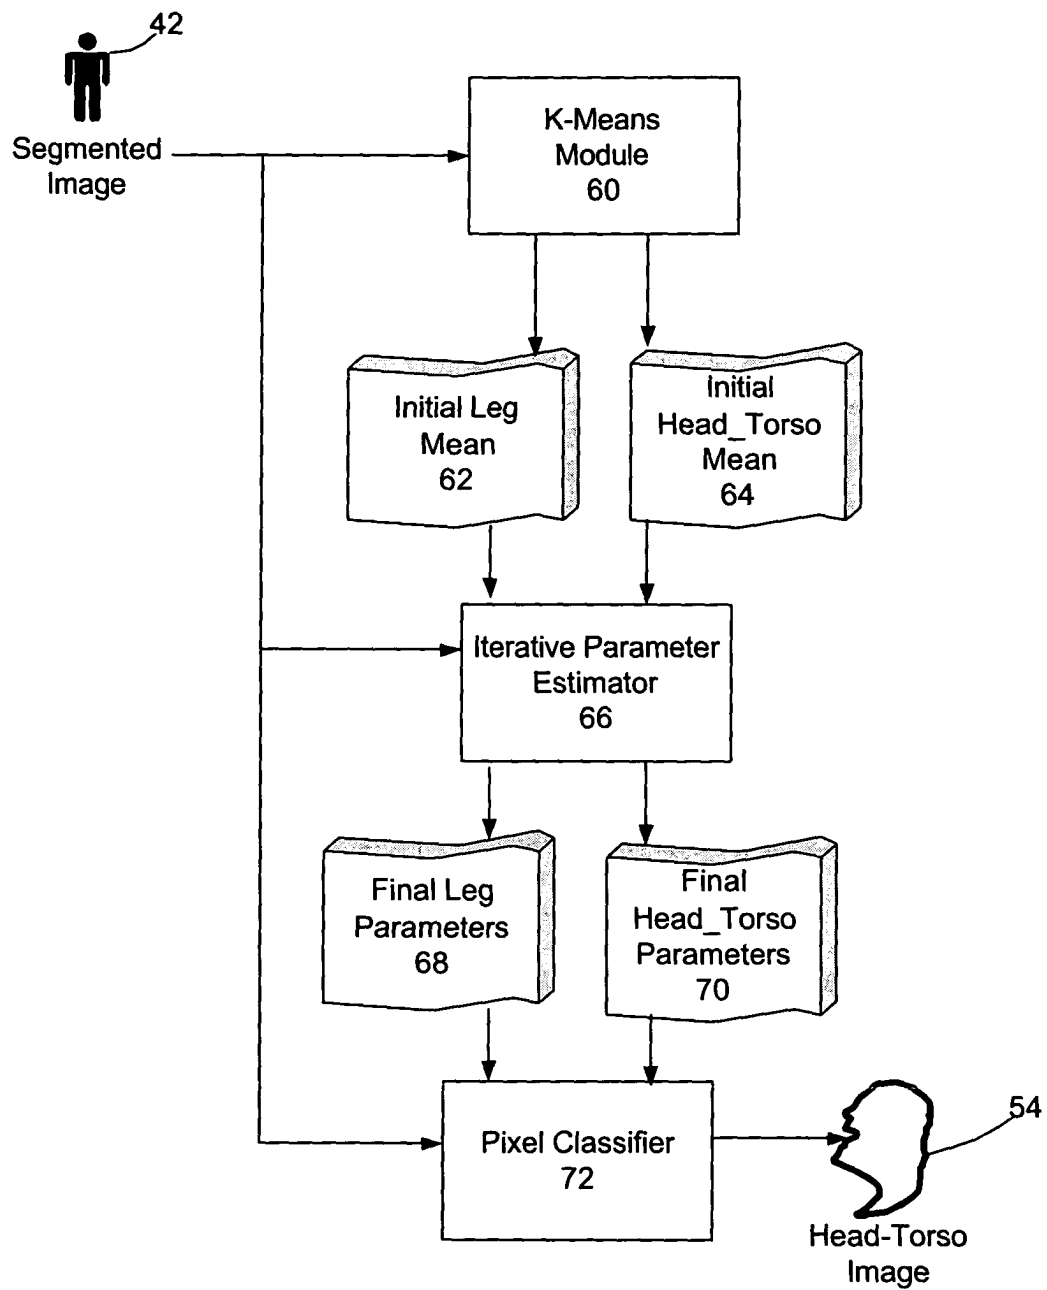 42
Segmented
Image
K-Means
Module
60
Initial Leg
Mean
62
Initial
Head_Torso
Mean
64
Iterative Parameter
Estimator
66
Final Leg
Parameters
68
Final
Head_Torso
Parameters
70
Pixel Classifier
72
54
Head-Torso
Image